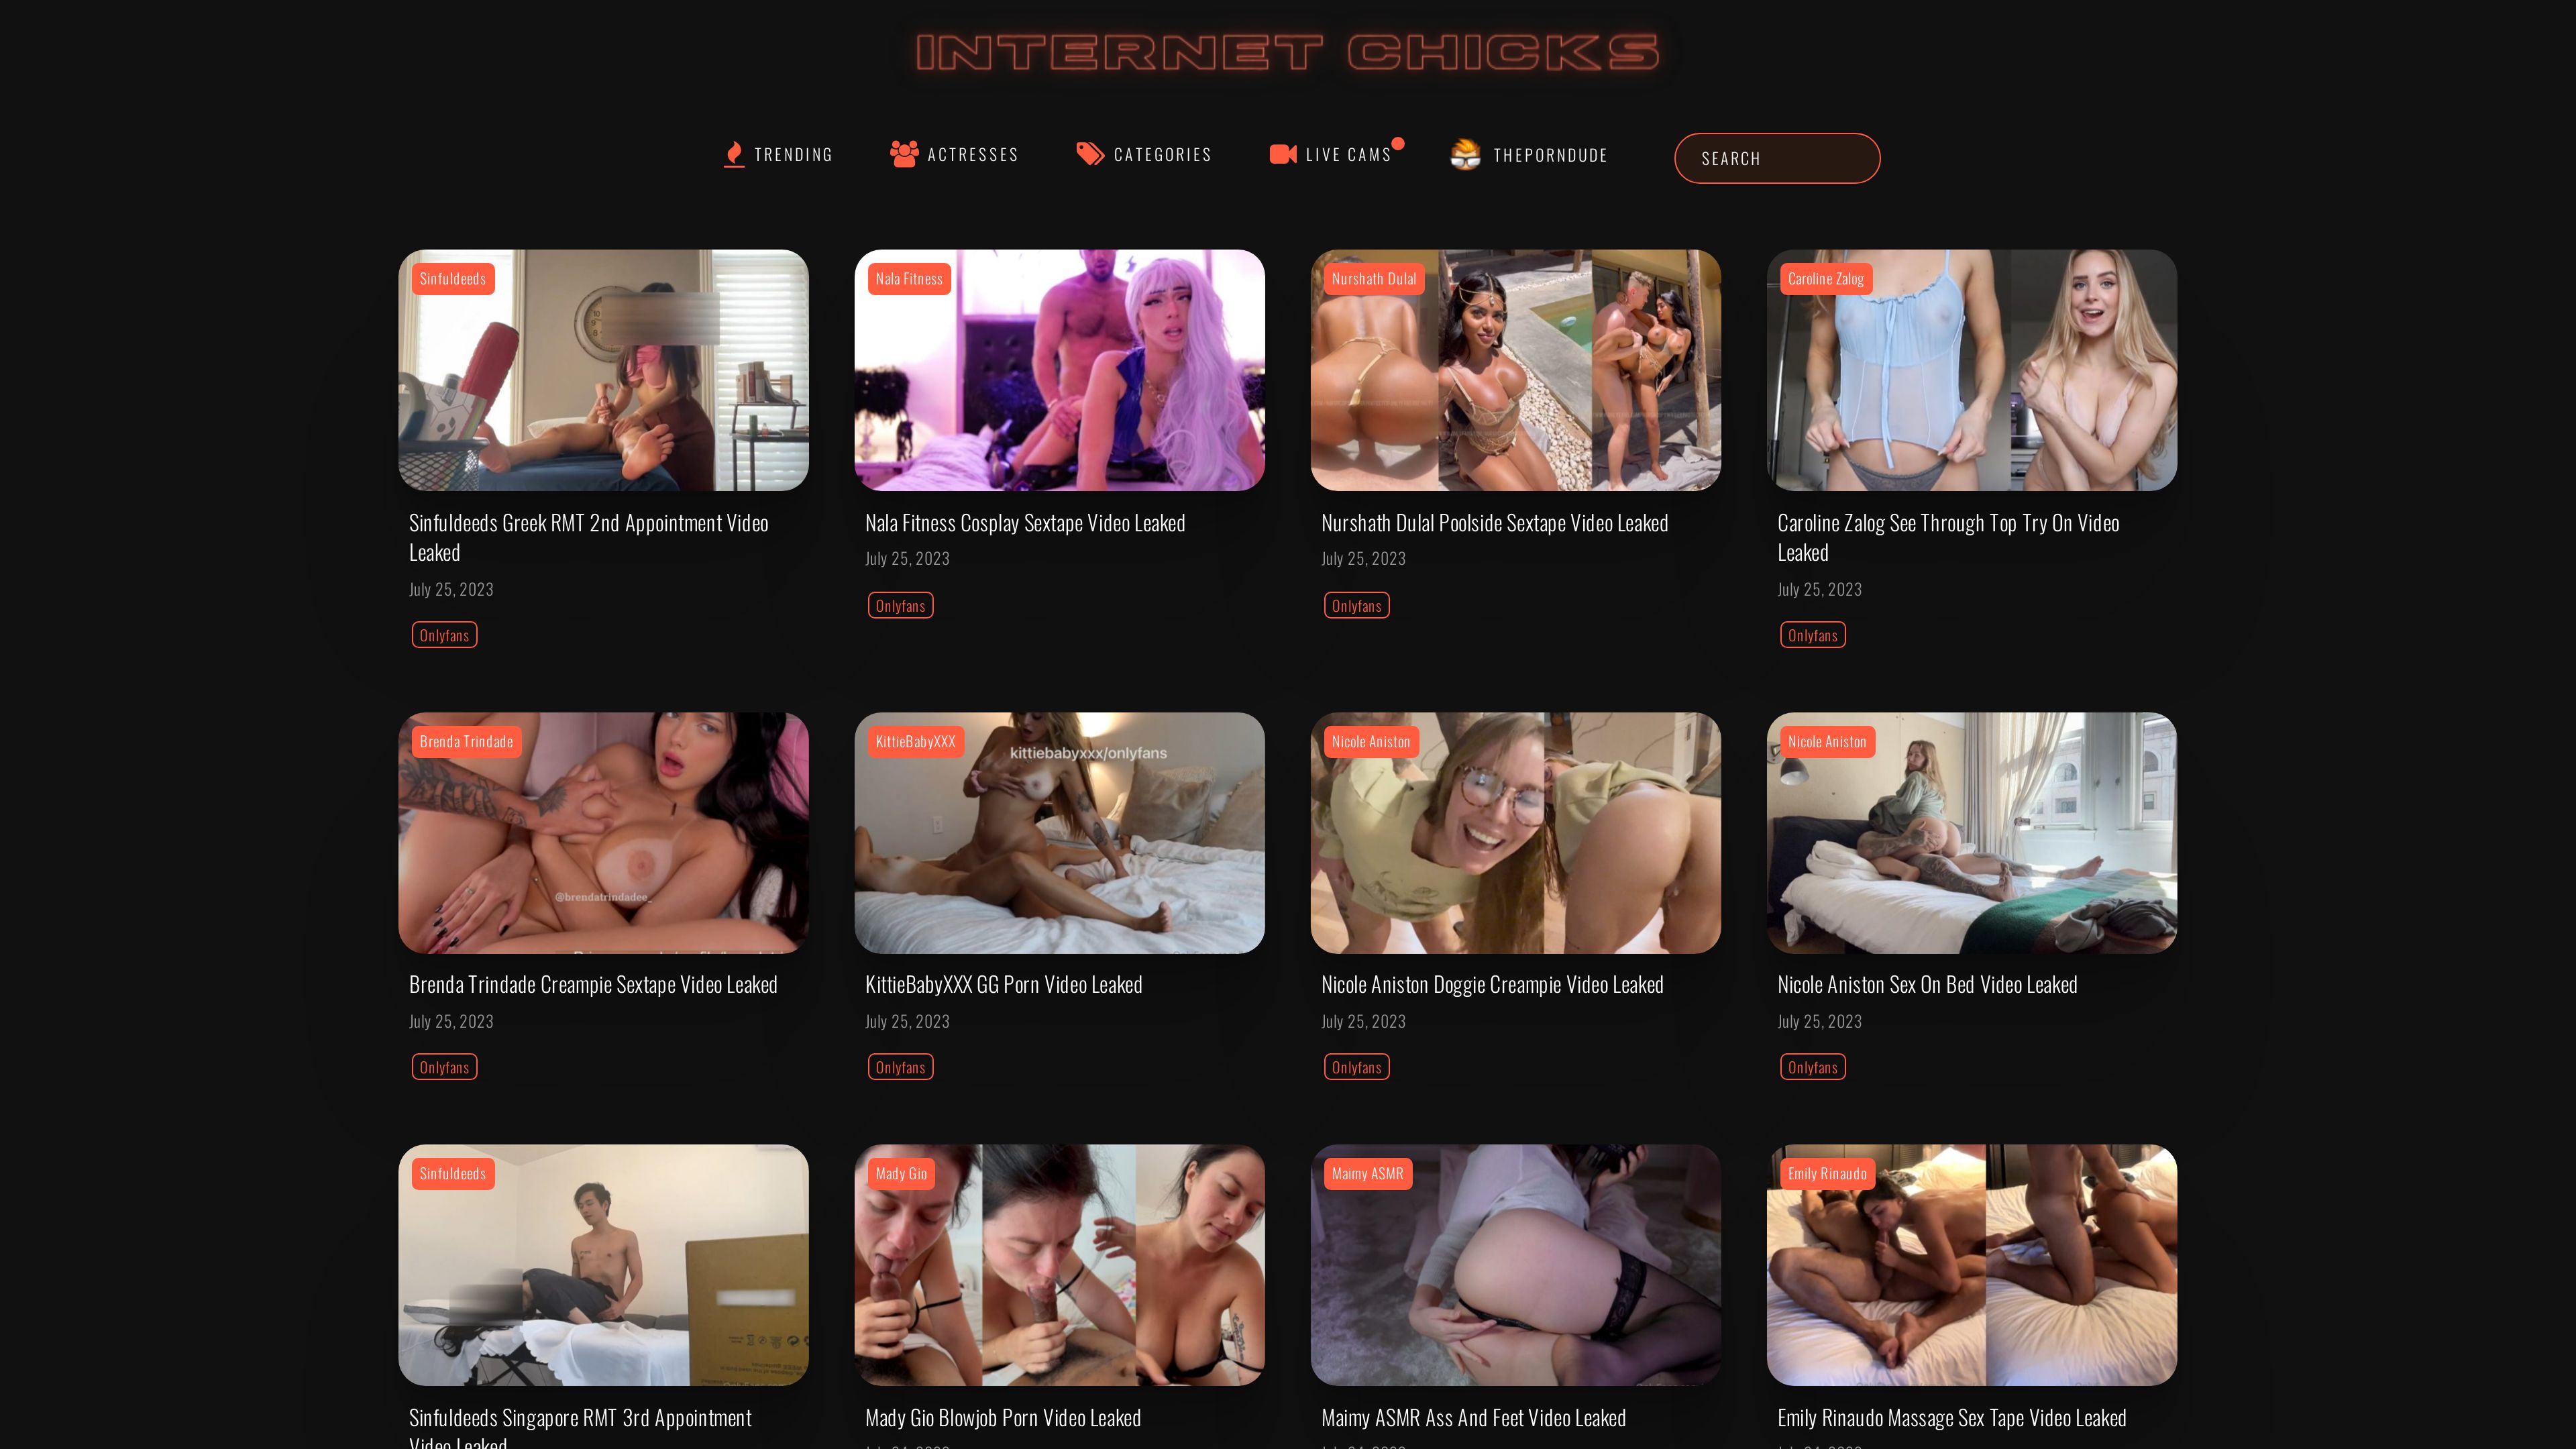 INTERNET CHICKS
TRENDING
ACTRESSES
CATEGORIES
LIVE CAMS
THEPORNDUDE
SEARCH
Sinfuldeeds
Nala Fitness
Nurshath Dulal
Caroline Zalog
Sinfuldeeds Greek RMT 2nd Appointment Video
Leaked
July 25, 2023
Onlyfans
Nala Fitness Cosplay Sextape Video Leaked
July 25, 2023
Onlyfans
Nurshath Dulal Poolside Sextape Video Leaked
July 25, 2023
Onlyfans
Caroline Zalog See Through Top Try On Video
Leaked
July 25, 2023
Onlyfans
Brenda Trindade
@brendatrindadee_
KittieBabyXXX
kittiebabyxxx/onlyfans
Nicole Aniston
Nicole Aniston
Brenda Trindade Creampie Sextape Video Leaked
July 25, 2023
Onlyfans
KittieBabyXXX GG Porn Video Leaked
July 25, 2023
Onlyfans
Nicole Aniston Doggie Creampie Video Leaked
July 25, 2023
Onlyfans
Nicole Aniston Sex On Bed Video Leaked
July 25, 2023
Onlyfans
Sinfuldeeds
Mady Gio
Maimy ASMR
Emily Rinaudo
Sinfuldeeds Singapore RMT 3rd Appointment
Video Leaked
Mady Gio Blowjob Porn Video Leaked
Maimy ASMR Ass And Feet Video Leaked
Emily Rinaudo Massage Sex Tape Video Leaked